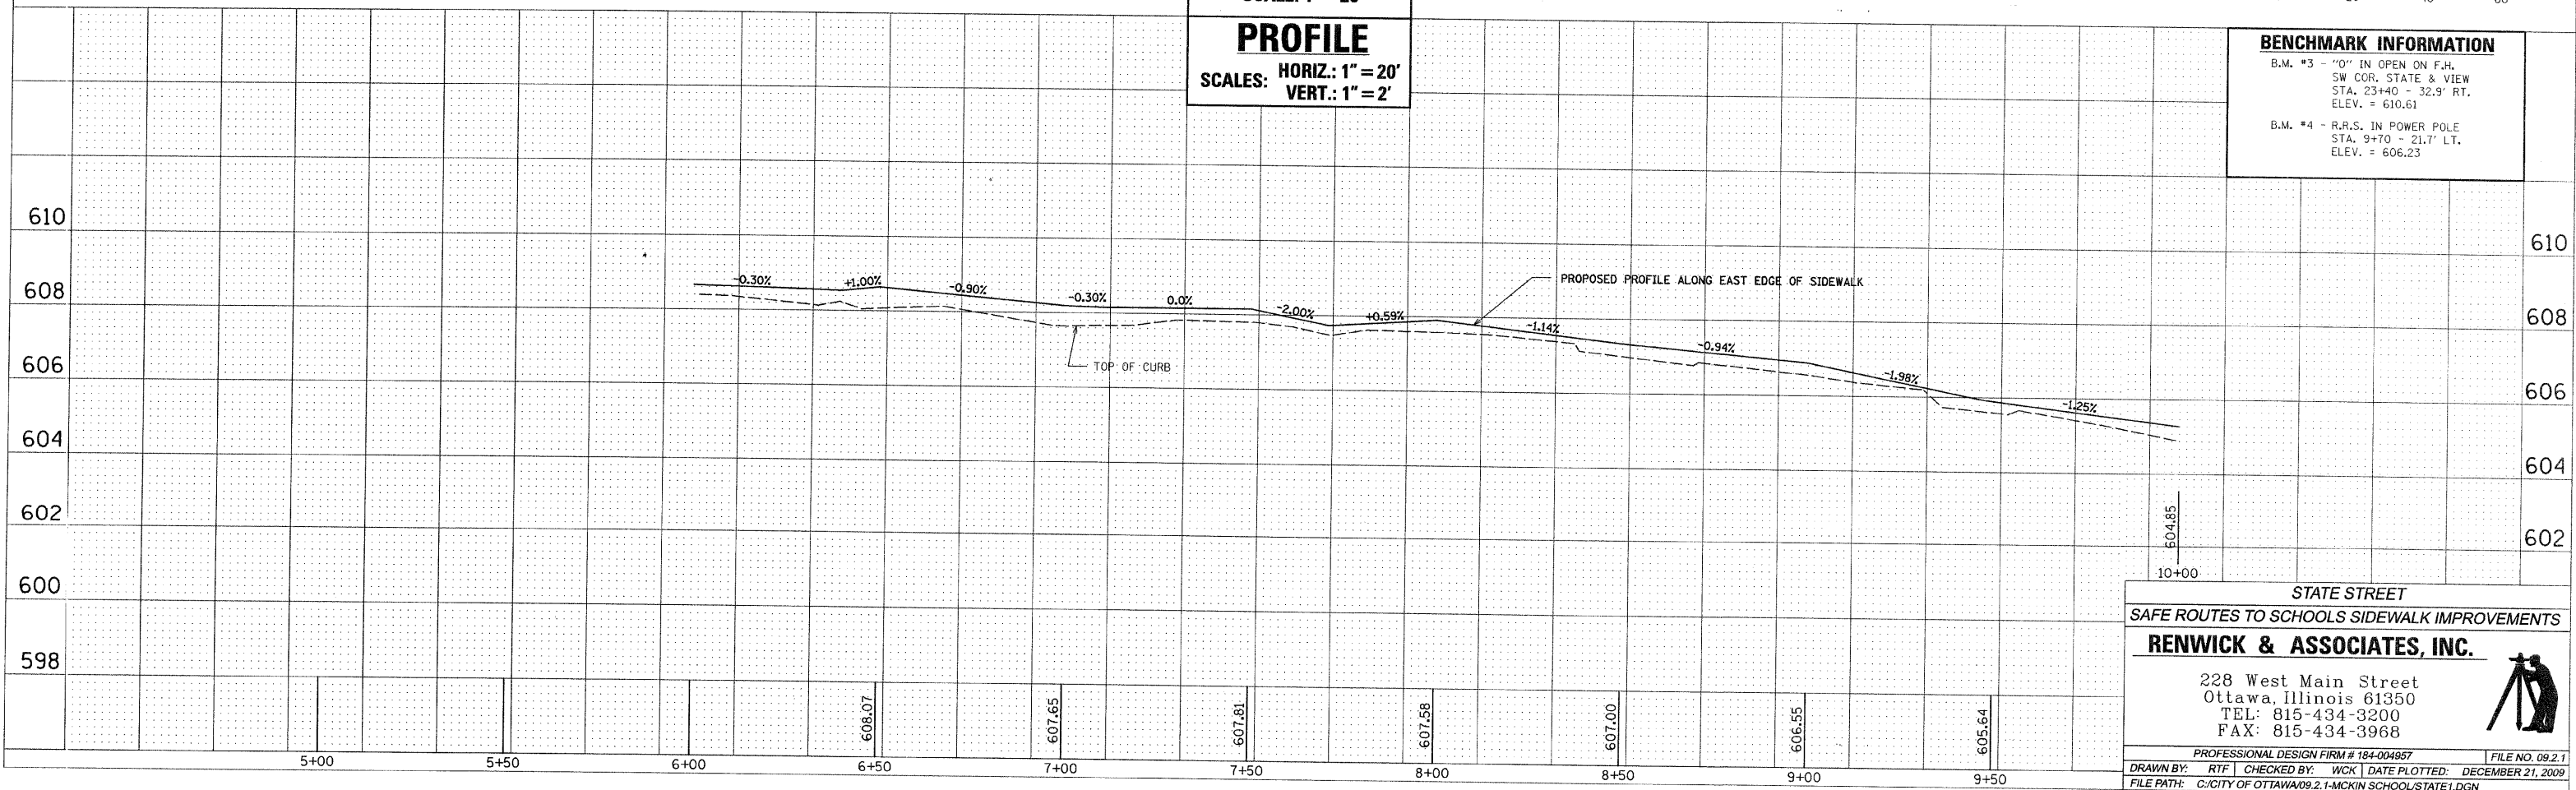 PROFILE
SCALES: HORIZ.: 1" = 20'
VERT.: 1" = 2'
BENCHMARK INFORMATION
B.M. #3 - "O" IN OPEN ON F.H.
SW COR. STATE & VIEW
STA. 23+40 - 32.9' RT.
ELEV. = 610.61
B.M. #4 - R.R.S. IN POWER POLE
STA. 9+70 - 21.7' LT.
ELEV. = 606.23
610
608
606
604
602
600
598
610
608
606
604
602
-0.30%
+1.00%
-0.90%
-0.30%
0.0%
-2.00%
+0.59%
-1.14%
-0.94%
-1.98%
-1.25%
PROPOSED PROFILE ALONG EAST EDGE OF SIDEWALK
TOP OF CURB
608.07
607.65
607.81
607.58
607.00
606.55
605.64
604.85
10+00
5+00
5+50
6+00
6+50
7+00
7+50
8+00
8+50
9+00
9+50
STATE STREET
SAFE ROUTES TO SCHOOLS SIDEWALK IMPROVEMENTS
RENWICK & ASSOCIATES, INC.
228 West Main Street
Ottawa, Illinois 61350
TEL: 815-434-3200
FAX: 815-434-3968
PROFESSIONAL DESIGN FIRM # 184-004957 FILE NO. 09.2.1
DRAWN BY: RTF CHECKED BY: WCK DATE PLOTTED: DECEMBER 21, 2009
FILE PATH: C:/CITY OF OTTAWA/09.2.1-MCKIN SCHOOL/STATE1.DGN